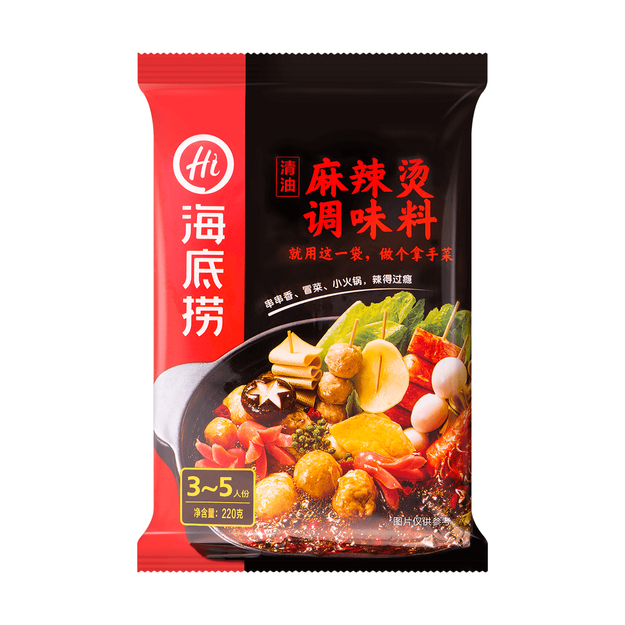 Hi
海底捞
清油
麻辣烫
调味料
就用这一袋，做个拿手菜
串串香、冒菜、小火锅，辣得过瘾
3~5人份
净含量：220克
图片仅供参考